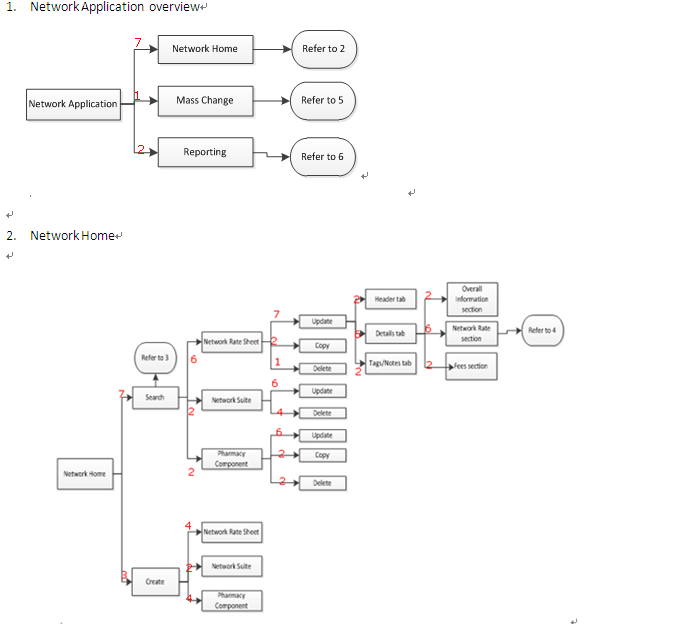 1. Network Application overview
7
Network Home
Refer to 2
Network Application
1
Mass Change
Refer to 5
2
Reporting
Refer to 6
2. Network Home
Network Home
7
Search
Refer to 3
6
Network Rate Sheet
7
Update
2
Copy
1
Delete
2
Header tab
Details tab
2
Tags/Notes tab
2
Overall
Information
section
6
Network Rate
section
Refer to 4
2
Fees section
2
Network Suite
6
Update
4
Delete
2
Pharmacy
Component
6
Update
2
Copy
2
Delete
3
Create
4
Network Rate Sheet
2
Network Suite
4
Pharmacy
Component